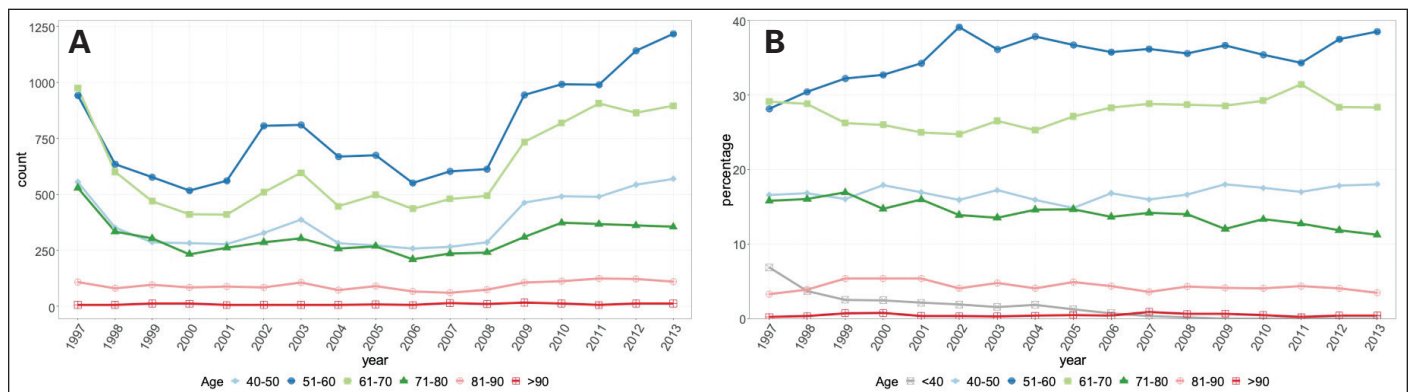 A
1250
1000
750
500
250
0
count
1997 1998 1999 2000 2001 2002 2003 2004 2005 2006 2007 2008 2009 2010 2011 2012 2013
year
Age 40-50 51-60 61-70 71-80 81-90 >90
B
40
30
20
10
0
percentage
1997 1998 1999 2000 2001 2002 2003 2004 2005 2006 2007 2008 2009 2010 2011 2012 2013
year
Age <40 40-50 51-60 61-70 71-80 81-90 >90